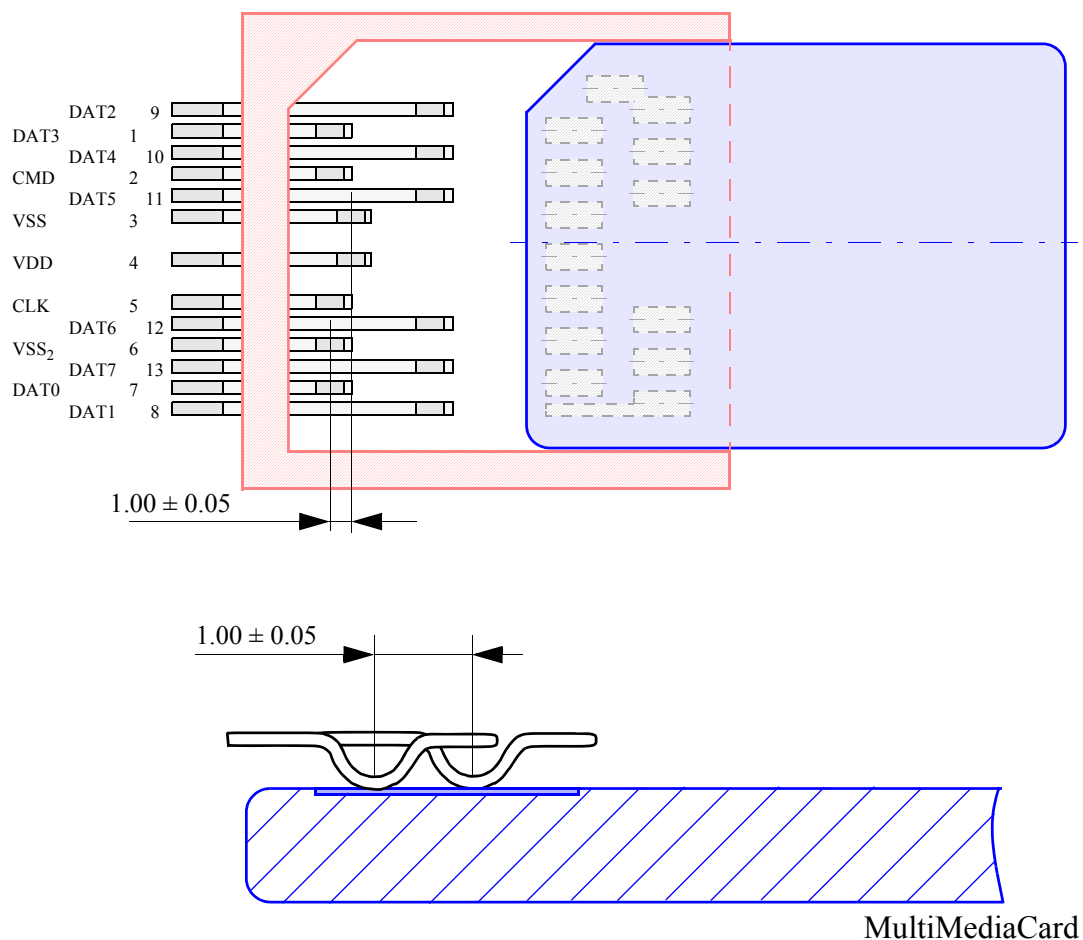 DAT2 9
DAT3 1
DAT4 10
CMD 2
DAT5 11
VSS 3
VDD 4
CLK 5
DAT6 12
VSS2 6
DAT7 13
DAT0 7
DAT1 8
1.00 ± 0.05
1.00 ± 0.05
MultiMediaCard